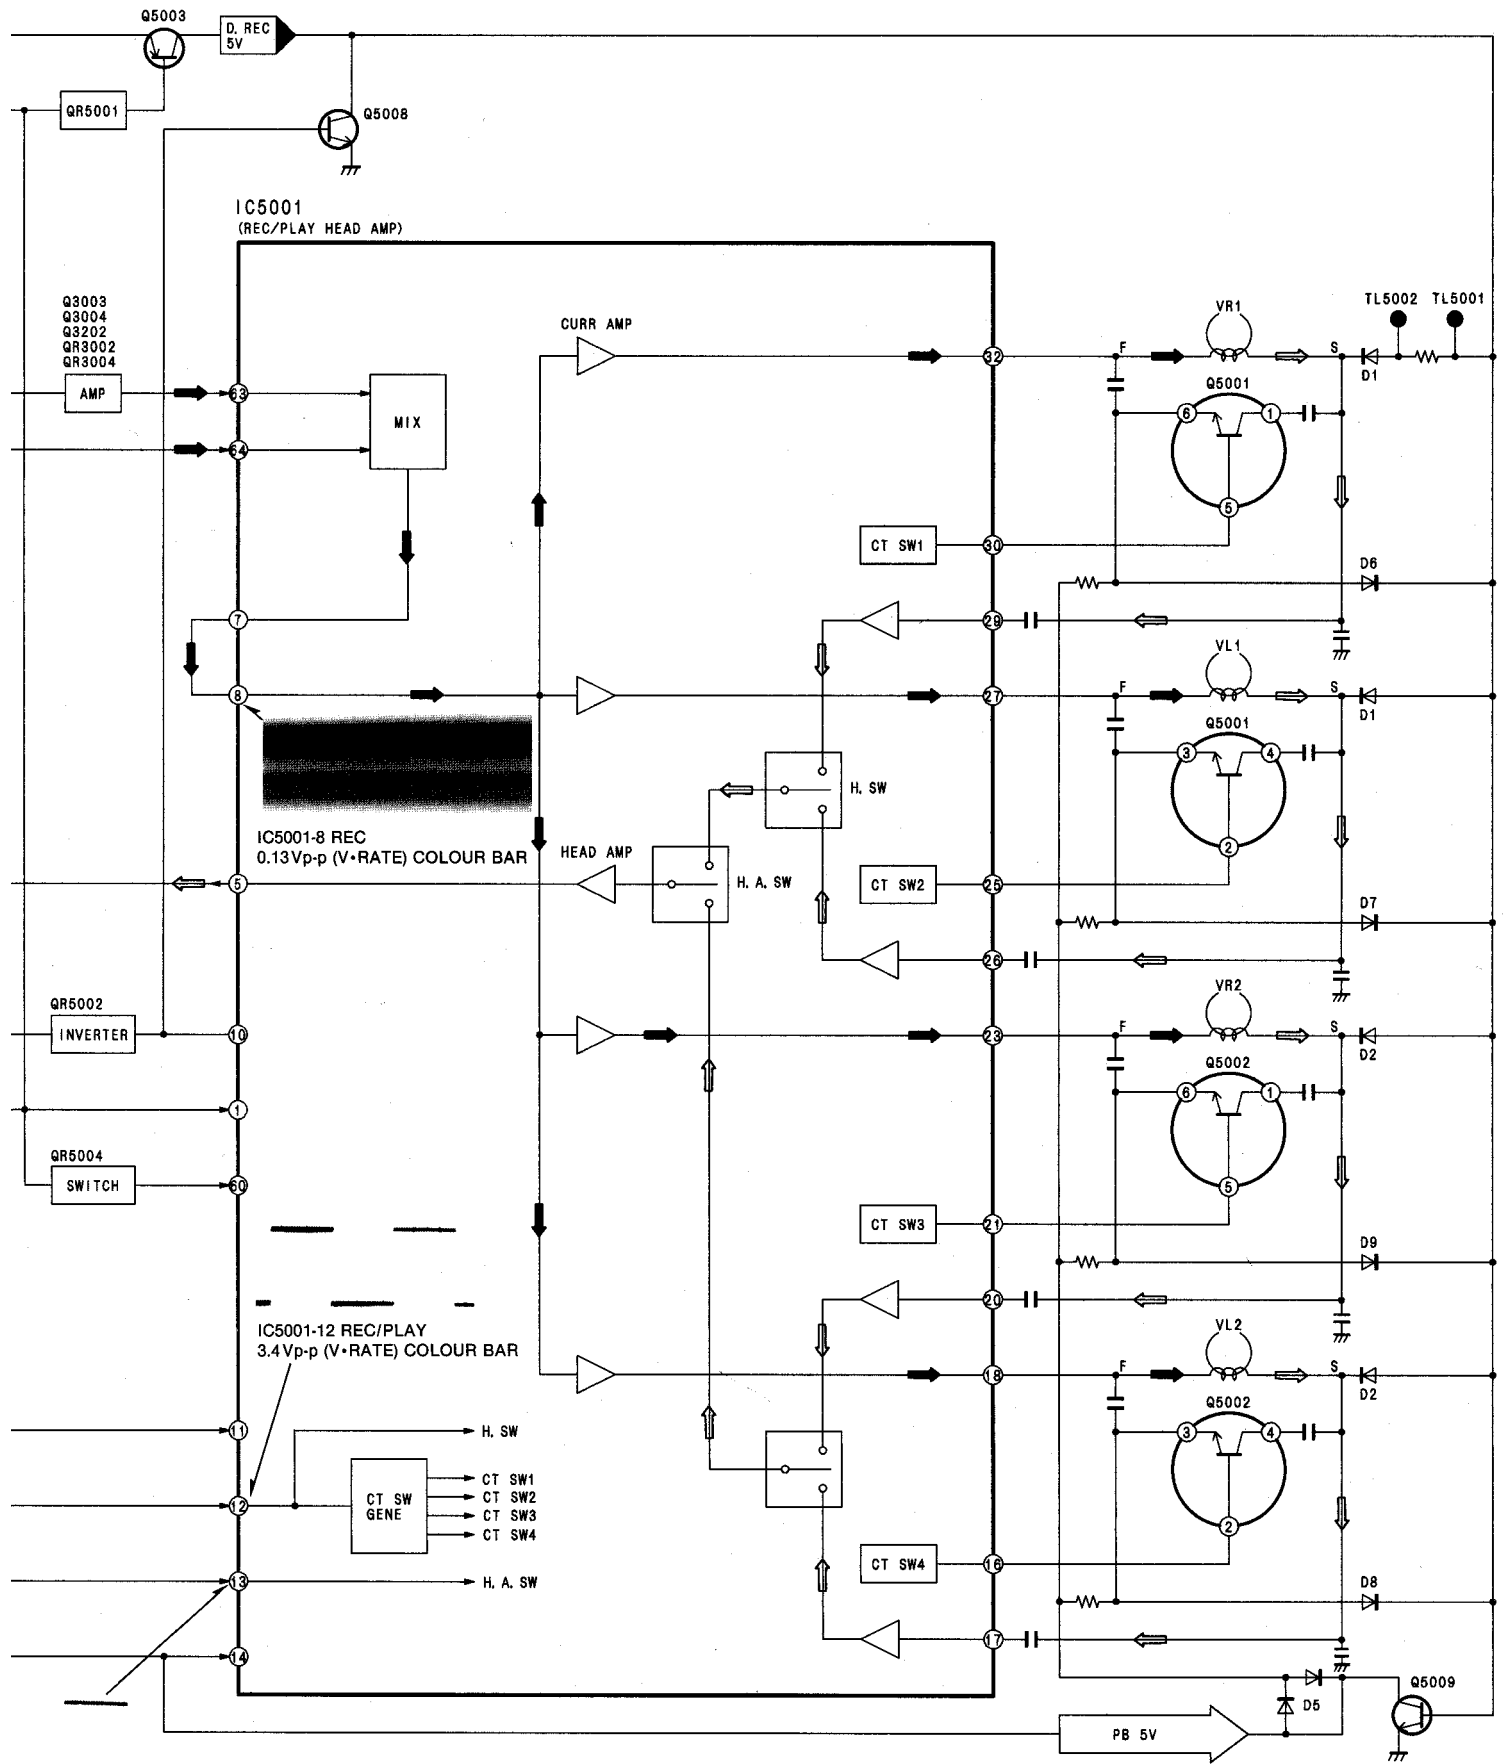 Q5003
D. REC
5V
QR5001
Q5008
IC5001
(REC/PLAY HEAD AMP)
Q3003
Q3004
Q3202
QR3002
QR3004
AMP
63
64
MIX
CURR AMP
32
F
VR1
S
TL5002 TL5001
D1
Q5001
6
1
5
CT SW1
30
D6
7
29
8
27
F
VL1
S
D1
Q5001
3
4
2
H. SW
IC5001-8 REC
0.13Vp-p (V•RATE) COLOUR BAR
HEAD AMP
5
H. A. SW
CT SW2
25
D7
26
QR5002
INVERTER
10
23
F
VR2
S
D2
Q5002
6
1
5
1
QR5004
SWITCH
60
CT SW3
21
D9
20
IC5001-12 REC/PLAY
3.4Vp-p (V•RATE) COLOUR BAR
18
F
VL2
S
D2
Q5002
3
4
2
11
H. SW
12
CT SW
GENE
CT SW1
CT SW2
CT SW3
CT SW4
13
H. A. SW
CT SW4
16
D8
17
14
D5
Q5009
PB 5V